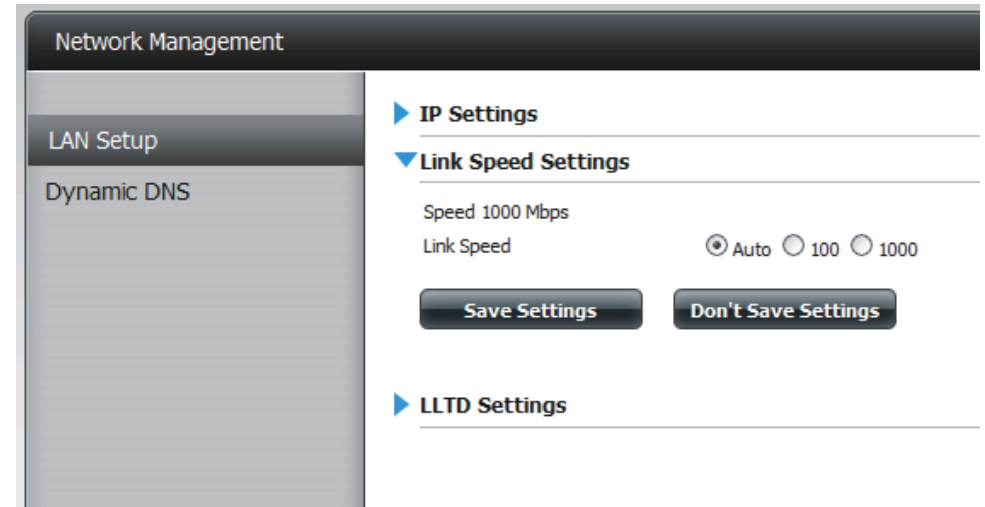 Network Management
LAN Setup
Dynamic DNS
IP Settings
Link Speed Settings
Speed 1000 Mbps
Link Speed Auto 100 1000
Save Settings Don't Save Settings
LLTD Settings